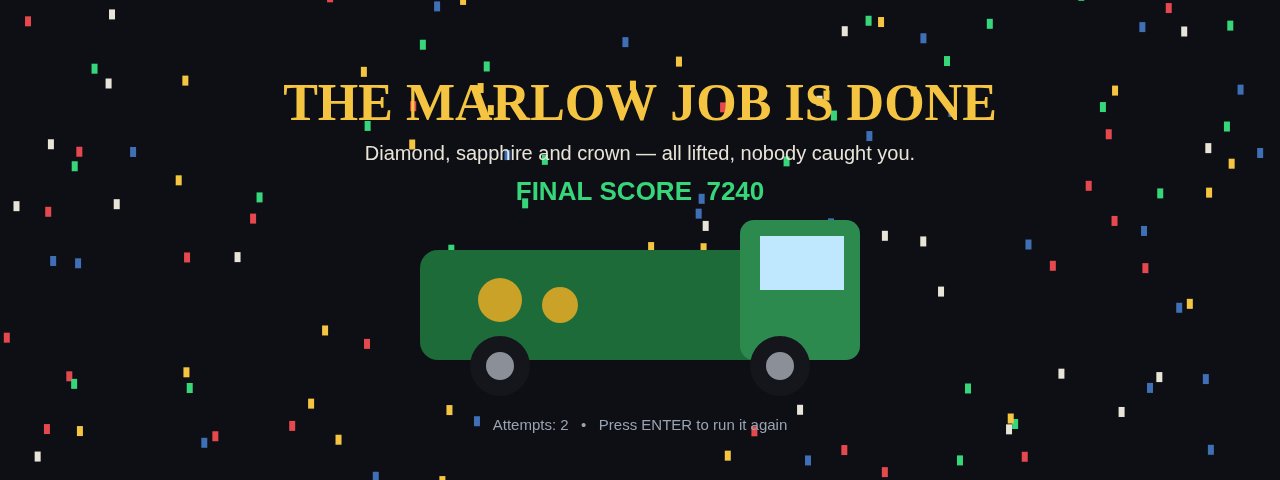 THE MARLOW JOB IS DONE
Diamond, sapphire and crown — all lifted, nobody caught you.
FINAL SCORE 7240
Attempts: 2 • Press ENTER to run it again